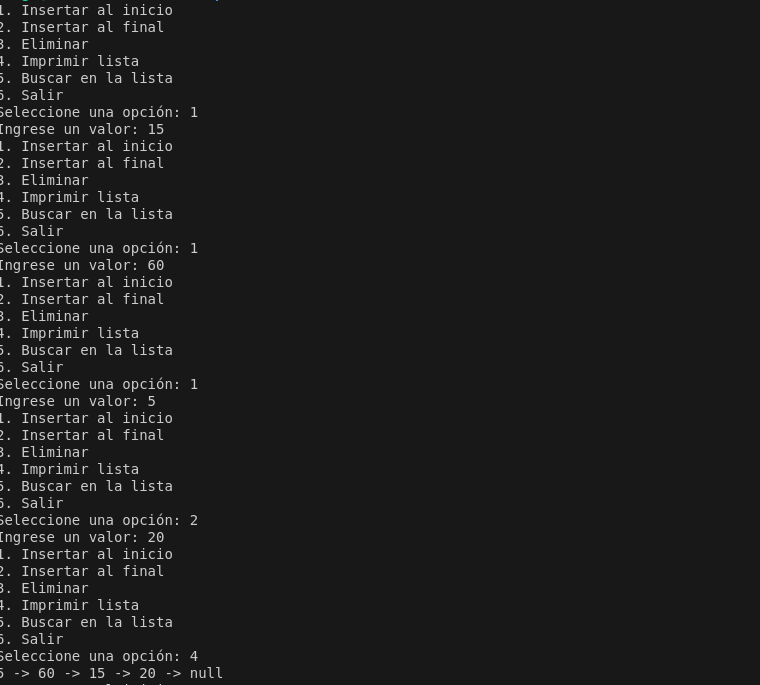 1. Insertar al inicio
2. Insertar al final
3. Eliminar
4. Imprimir lista
5. Buscar en la lista
6. Salir
Seleccione una opción: 1
Ingrese un valor: 15
1. Insertar al inicio
2. Insertar al final
3. Eliminar
4. Imprimir lista
5. Buscar en la lista
6. Salir
Seleccione una opción: 1
Ingrese un valor: 60
1. Insertar al inicio
2. Insertar al final
3. Eliminar
4. Imprimir lista
5. Buscar en la lista
6. Salir
Seleccione una opción: 1
Ingrese un valor: 5
1. Insertar al inicio
2. Insertar al final
3. Eliminar
4. Imprimir lista
5. Buscar en la lista
6. Salir
Seleccione una opción: 2
Ingrese un valor: 20
1. Insertar al inicio
2. Insertar al final
3. Eliminar
4. Imprimir lista
5. Buscar en la lista
6. Salir
Seleccione una opción: 4
5 -> 60 -> 15 -> 20 -> null